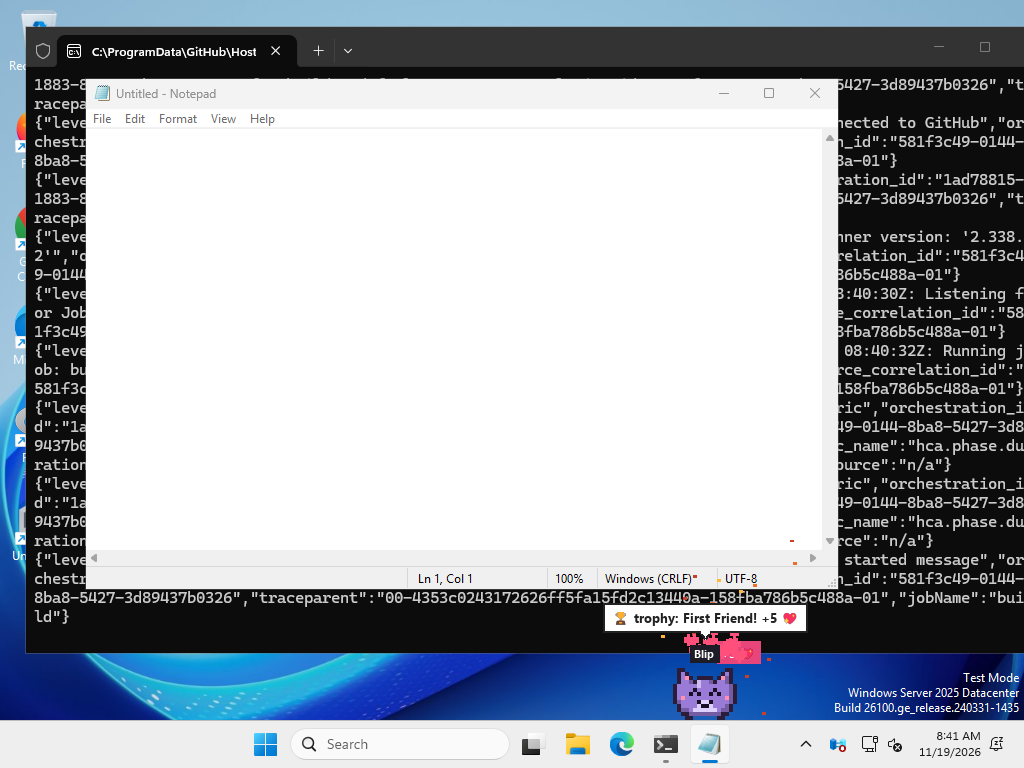 C:\ProgramData\GitHub\Host
Untitled - Notepad
File Edit Format View Help
1883-8
5427-3d89437b0326","t
racepa
{"leve
nected to GitHub","or
chestr
n_id":"581f3c49-0144-
8ba8-5
8a-01"}
{"leve
ration_id":"1ad78815-
1883-8
5427-3d89437b0326","t
racepa
{"leve
nner version: '2.338.
2'","o
relation_id":"581f3c4
9-0144
86b5c488a-01"}
{"leve
8:40:30Z: Listening f
or Job
e_correlation_id":"58
1f3c49
8fba786b5c488a-01"}
{"leve
08:40:32Z: Running j
ob: bu
rce_correlation_id":"
581f3c
158fba786b5c488a-01"}
{"leve
ric","orchestration_i
d":"1a
49-0144-8ba8-5427-3d8
9437b0
c_name":"hca.phase.du
ration
ource":"n/a"}
{"leve
ric","orchestration_i
d":"1a
49-0144-8ba8-5427-3d8
9437b0
c_name":"hca.phase.du
ration
ource":"n/a"}
{"leve
started message","or
chestr
n_id":"581f3c49-0144-
8ba8-5427-3d89437b0326","traceparent":"00-4353c0243172626ff5fa15fd2c13440a-158fba786b5c488a-01","jobName":"bui
ld"}
Ln 1, Col 1
100%
Windows (CRLF)
UTF-8
🏆 trophy: First Friend! +5 💖
Blip
Test Mode
Windows Server 2025 Datacenter
Build 26100.ge_release.240331-1435
Search
8:41 AM
11/19/2026